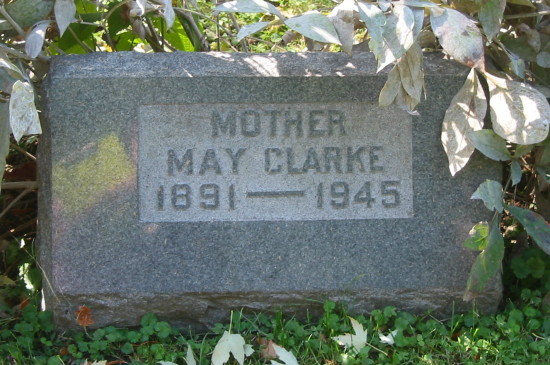 MOTHER
MAY CLARKE
1891 — 1945